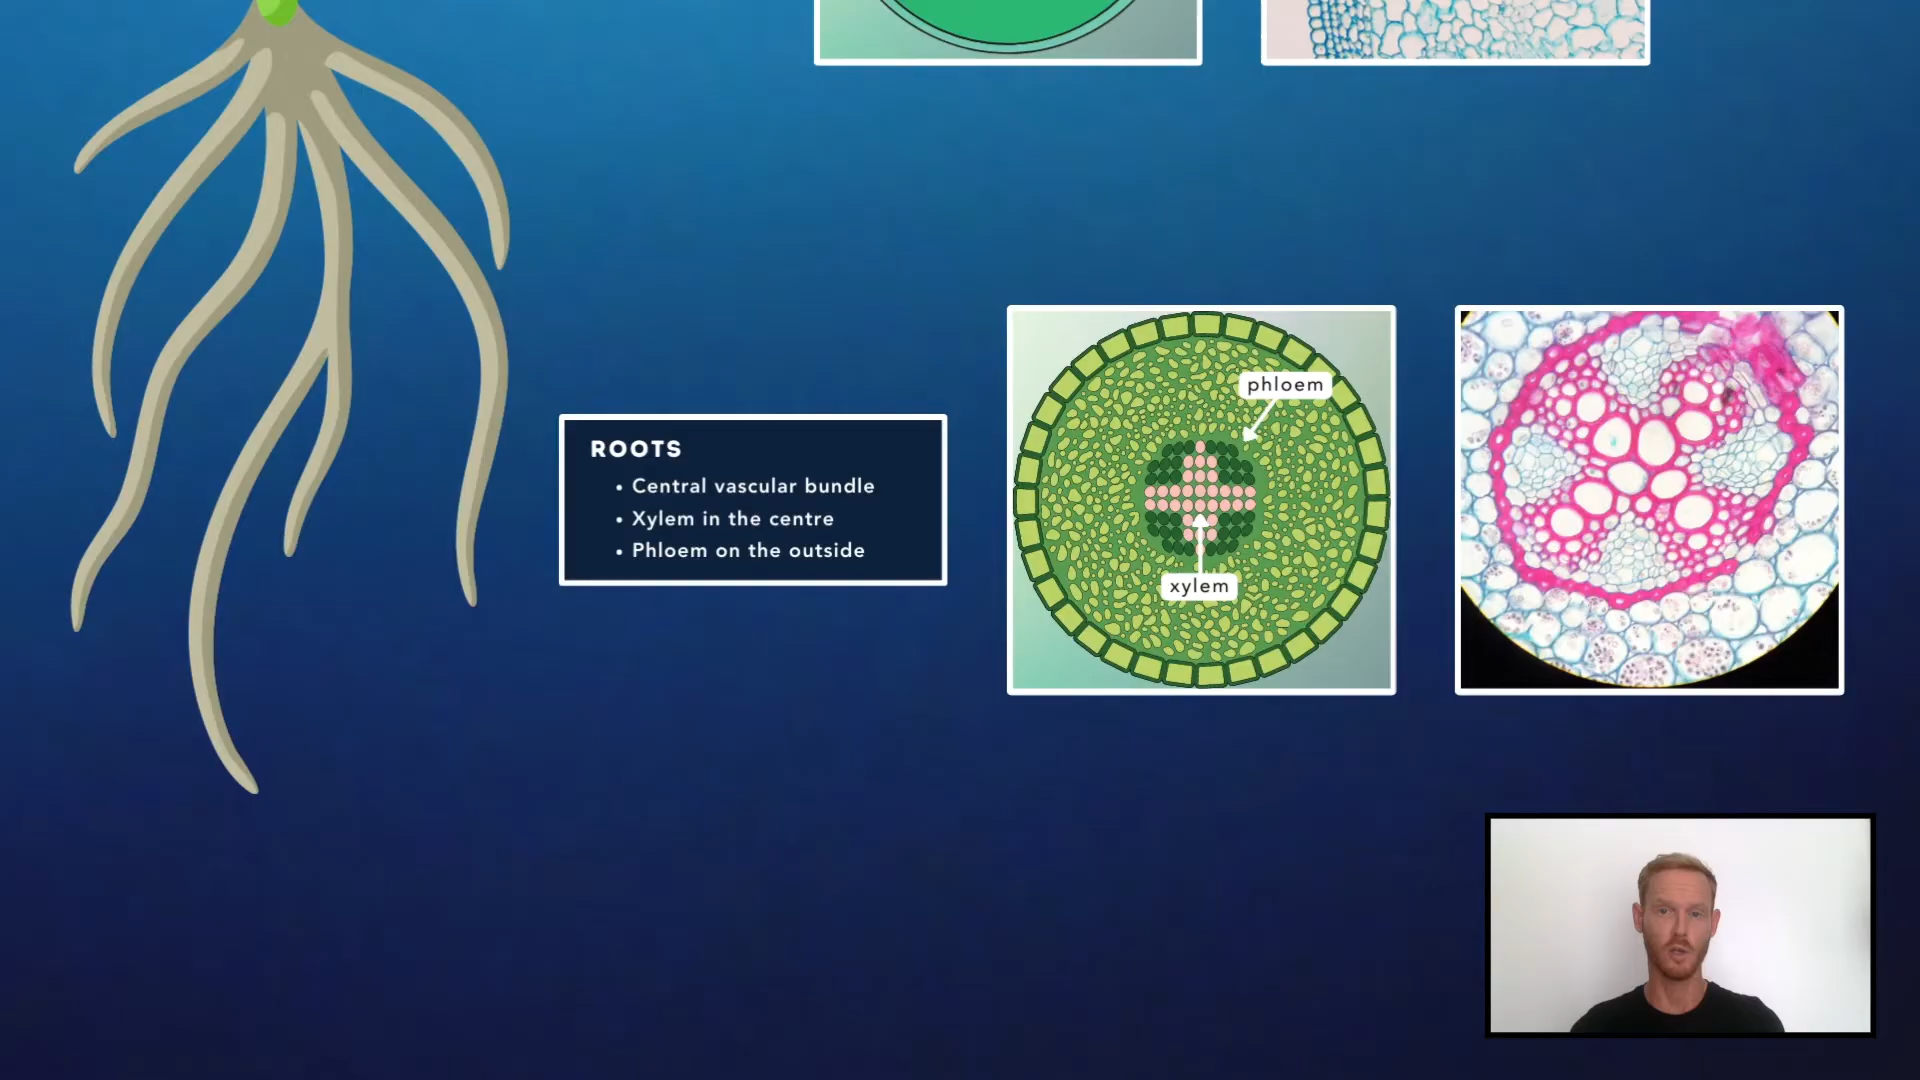 ROOTS
• Central vascular bundle
• Xylem in the centre
• Phloem on the outside
phloem
xylem